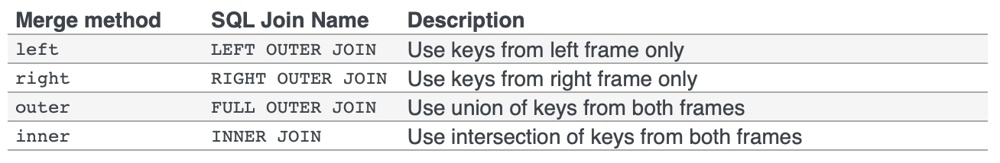 Merge method SQL Join Name Description
left LEFT OUTER JOIN Use keys from left frame only
right RIGHT OUTER JOIN Use keys from right frame only
outer FULL OUTER JOIN Use union of keys from both frames
inner INNER JOIN Use intersection of keys from both frames